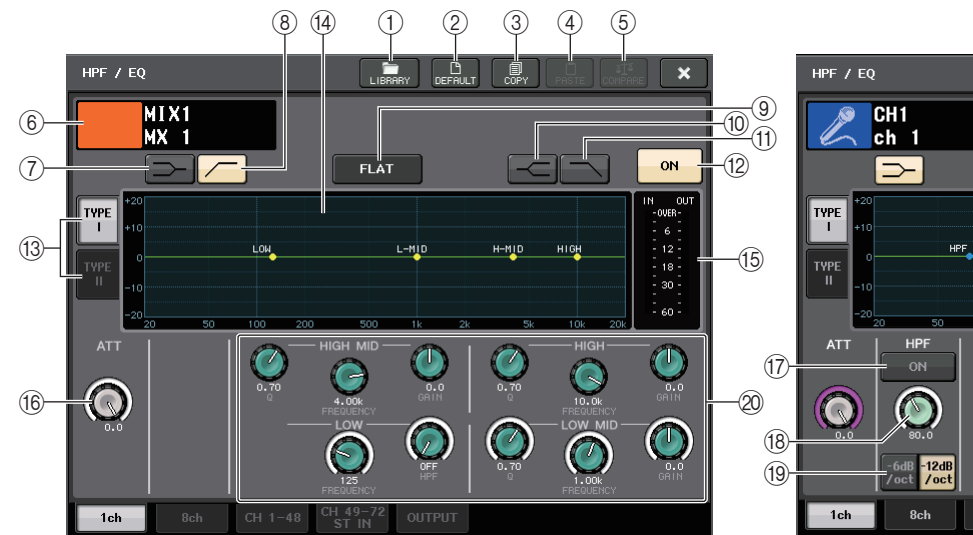 ⑧ ⑭ ① ② ③ ④ ⑤
HPF / EQ
LIBRARY DEFAULT COPY PASTE COMPARE ×
⑥ MIX1
MX 1
⑨
⑩
⑪
⑦ FLAT ON ⑫
TYPE I
TYPE II
⑬
+20
+10
0
-10
-20
LOW L-MID H-MID HIGH
20 50 100 200 500 1k 2k 5k 10k 20k
IN OUT
-OVER-
6
12
18
30
60
⑮
ATT
⑯ 0.0
HIGH MID
0.70 Q
4.00k FREQUENCY
0.0 GAIN
HIGH
0.70 Q
10.0k FREQUENCY
0.0 GAIN
LOW
125 FREQUENCY
OFF HPF
LOW MID
0.70 Q
1.00k FREQUENCY
0.0 GAIN
⑳
1ch 8ch CH 1-48 CH 49-72 ST IN OUTPUT
HPF / EQ
CH1
ch 1
TYPE I
TYPE II
+20
+10
0
-10
-20
HPF
20 50
ATT
0.0
HPF
⑰ ON
⑱ 80.0
⑲ -6dB /oct -12dB /oct
1ch 8ch